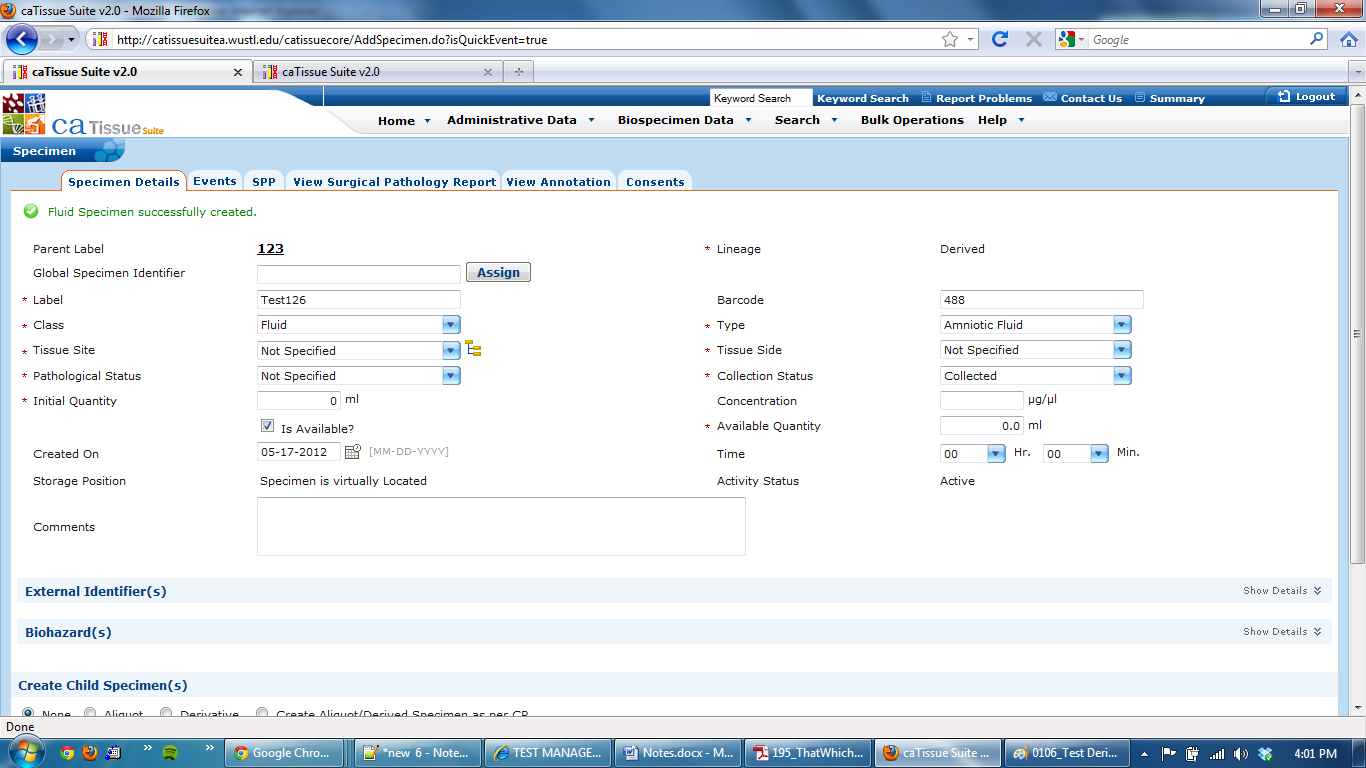 caTissue Suite v2.0 - Mozilla Firefox
http://catissuesuitea.wustl.edu/catissuecore/AddSpecimen.do?isQuickEvent=true
Google
caTissue Suite v2.0
caTissue Suite v2.0
Keyword Search Keyword Search Report Problems Contact Us Summary Logout
ca Tissue Suite
Home Administrative Data Biospecimen Data Search Bulk Operations Help
Specimen
Specimen Details Events SPP View Surgical Pathology Report View Annotation Consents
Fluid Specimen successfully created.
Parent Label 123 * Lineage Derived
Global Specimen Identifier Assign
* Label Test126 Barcode 488
* Class Fluid * Type Amniotic Fluid
* Tissue Site Not Specified * Tissue Side Not Specified
* Pathological Status Not Specified * Collection Status Collected
* Initial Quantity 0 ml Concentration µg/µl
Is Available? * Available Quantity 0.0 ml
Created On 05-17-2012 [MM-DD-YYYY] Time 00 Hr. 00 Min.
Storage Position Specimen is virtually Located Activity Status Active
Comments
External Identifier(s) Show Details
Biohazard(s) Show Details
Create Child Specimen(s)
None Aliquot Derivative Create Aliquot/Derived Specimen as per CP
Done
Google Chro... *new 6 - Note... TEST MANAGE... Notes.docx - M... 195_ThatWhich... caTissue Suite ... 0106_Test Deri... 4:01 PM